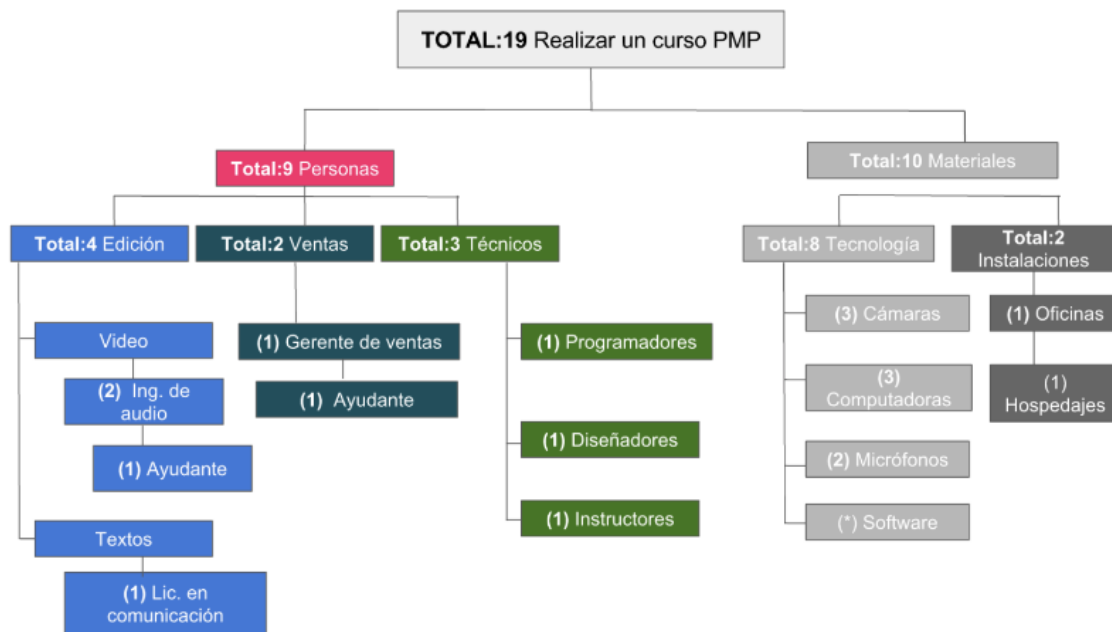 TOTAL:19 Realizar un curso PMP
Total:9 Personas
Total:10 Materiales
Total:4 Edición
Total:2 Ventas
Total:3 Técnicos
Total:8 Tecnología
Total:2
Instalaciones
Video
(2) Ing. de
audio
(1) Ayudante
Textos
(1) Lic. en
comunicación
(1) Gerente de ventas
(1) Ayudante
(1) Programadores
(1) Diseñadores
(1) Instructores
(3) Cámaras
(3)
Computadoras
(2) Micrófonos
(*) Software
(1) Oficinas
(1)
Hospedajes